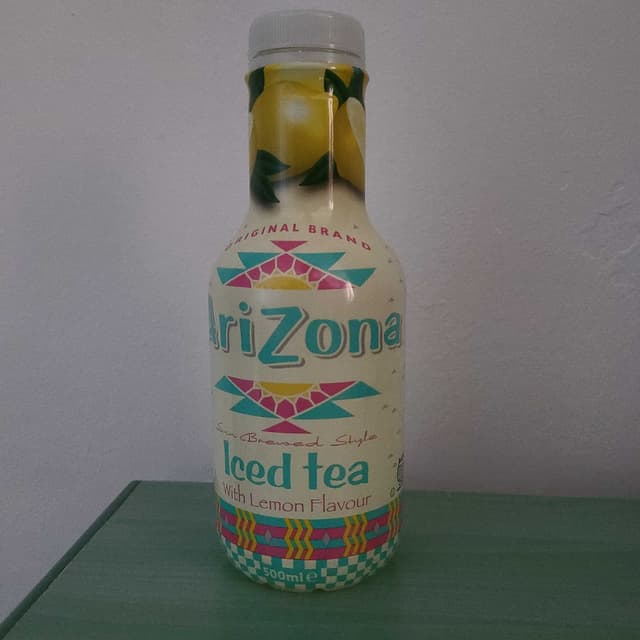 ORIGINAL BRAND
AriZona
Sun Brewed Style
Iced tea
With Lemon Flavour
500ml e